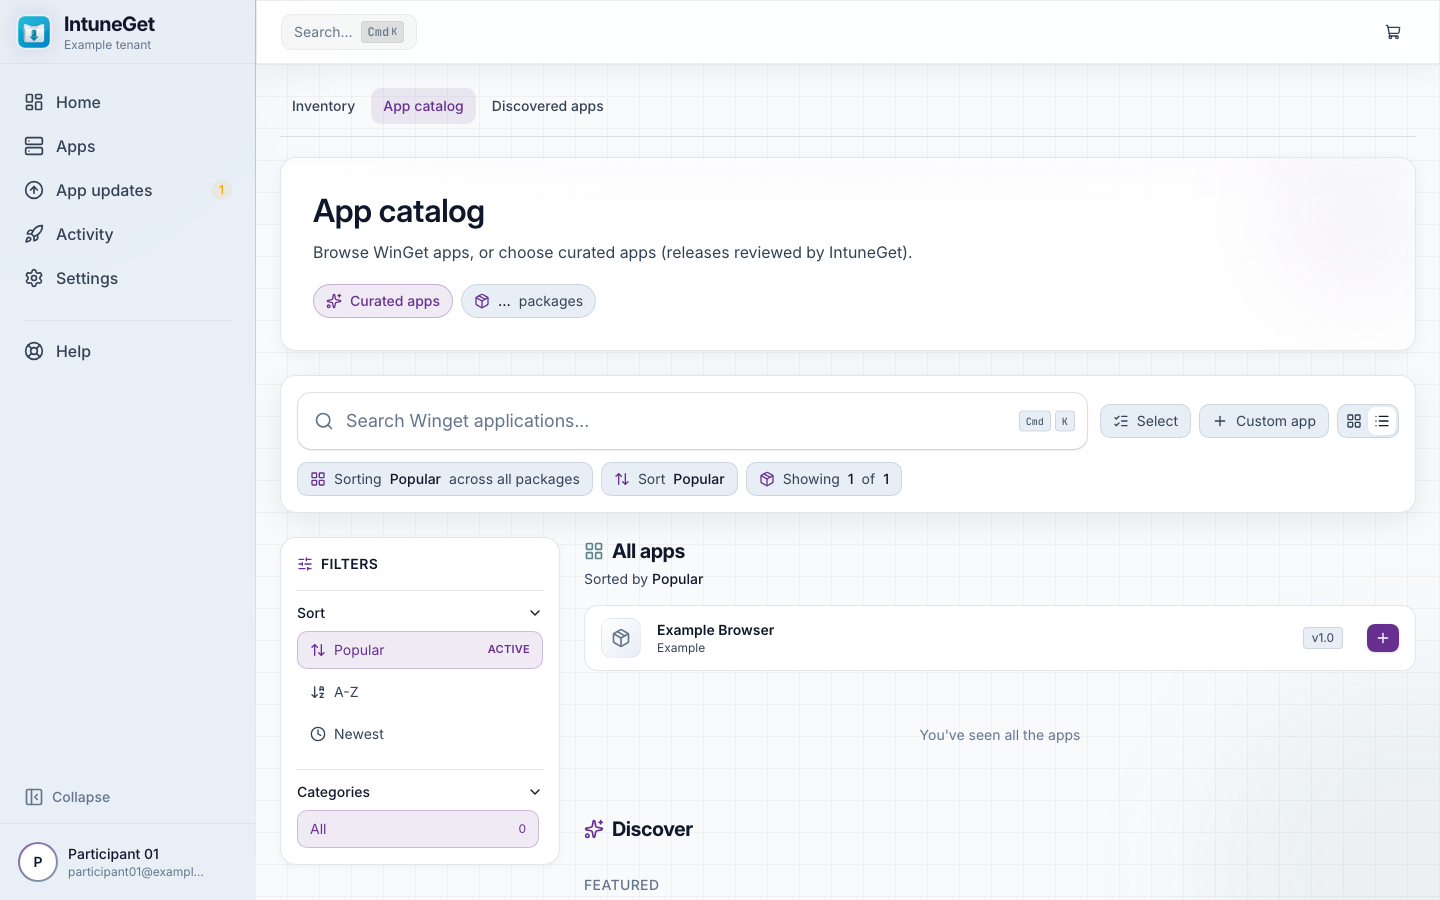 IntuneGet
Example tenant
Home
Apps
App updates 1
Activity
Settings
Help
Collapse
P
Participant 01
participant01@exampl...
Search... Cmd K
Inventory App catalog Discovered apps
App catalog
Browse WinGet apps, or choose curated apps (releases reviewed by IntuneGet).
Curated apps ... packages
Search Winget applications... Cmd K
Select Custom app
Sorting Popular across all packages Sort Popular Showing 1 of 1
FILTERS
Sort
Popular ACTIVE
A-Z
Newest
Categories
All 0
All apps
Sorted by Popular
Example Browser
Example
v1.0
You've seen all the apps
Discover
FEATURED